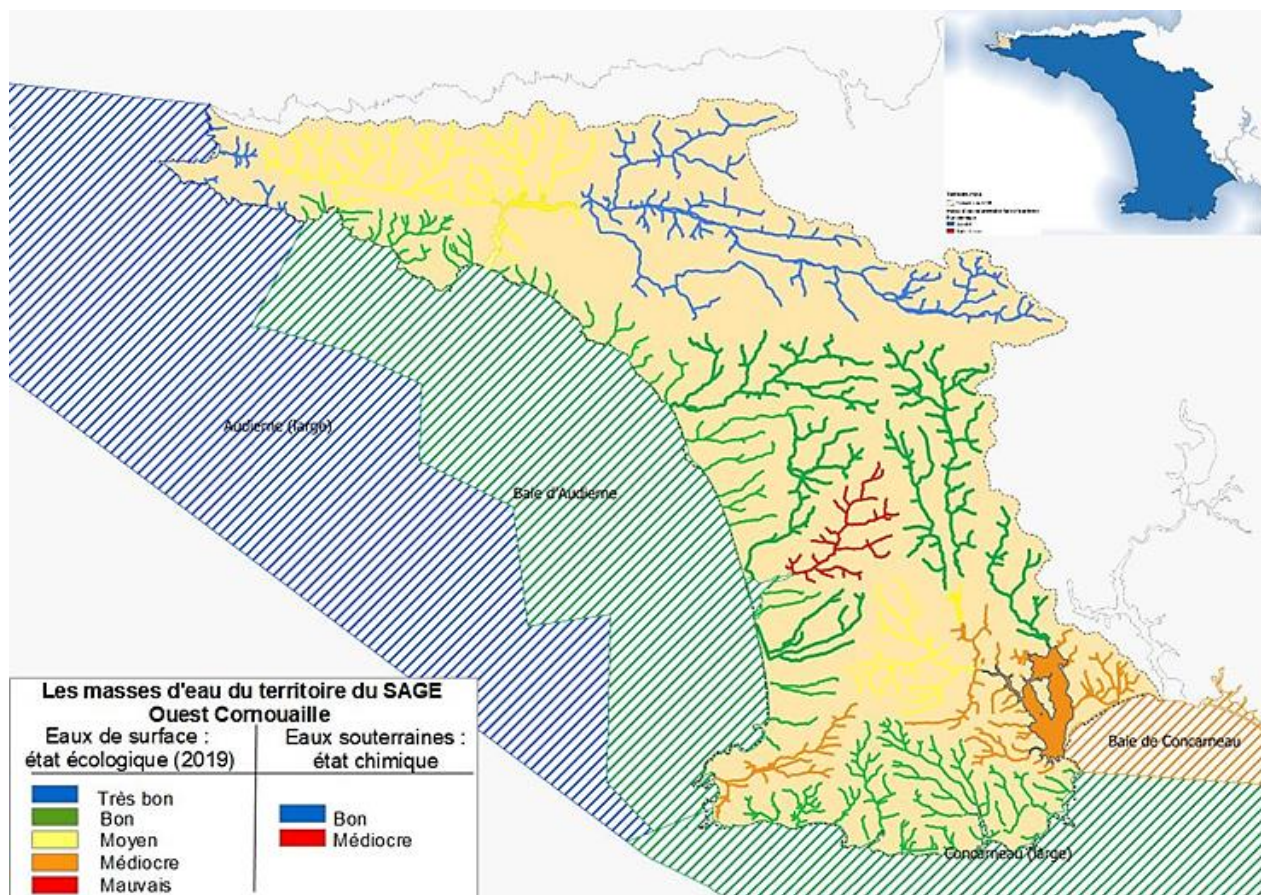 Audierne (large)
Baie d'Audierne
Baie de Concarneau
Concarneau (large)
Les masses d'eau du territoire du SAGE
Ouest Cornouaille
Eaux de surface :
état écologique (2019)
Très bon
Bon
Moyen
Médiocre
Mauvais
Eaux souterraines :
état chimique
Bon
Médiocre